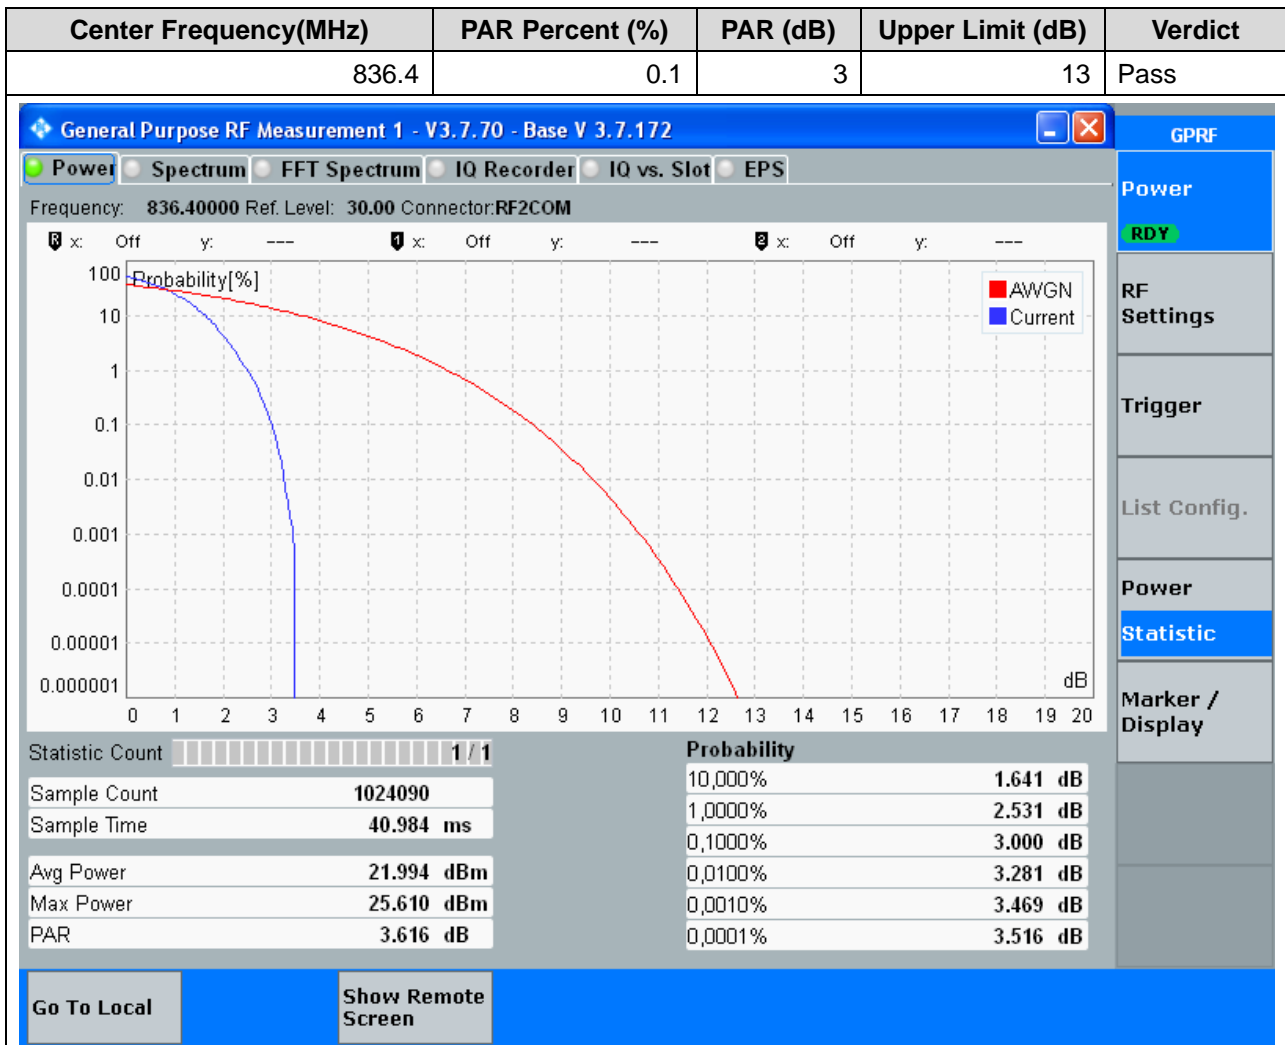 Center Frequency(MHz) PAR Percent (%) PAR (dB) Upper Limit (dB) Verdict
836.4 0.1 3 13 Pass
General Purpose RF Measurement 1 - V3.7.70 - Base V 3.7.172
GPRF
Power Spectrum FFT Spectrum IQ Recorder IQ vs. Slot EPS
Power
RDY
Frequency: 836.40000 Ref. Level: 30.00 Connector:RF2COM
R x: Off y: --- 1 x: Off y: --- 2 x: Off y: ---
Probability[%]
AWGN
Current
100
10
1
0.1
0.01
0.001
0.0001
0.00001
0.000001
dB
0 1 2 3 4 5 6 7 8 9 10 11 12 13 14 15 16 17 18 19 20
RF
Settings
Trigger
List Config.
Power
Statistic
Marker /
Display
Statistic Count 1 / 1
Sample Count 1024090
Sample Time 40.984 ms
Avg Power 21.994 dBm
Max Power 25.610 dBm
PAR 3.616 dB
Probability
10,000% 1.641 dB
1,0000% 2.531 dB
0,1000% 3.000 dB
0,0100% 3.281 dB
0,0010% 3.469 dB
0,0001% 3.516 dB
Go To Local
Show Remote
Screen